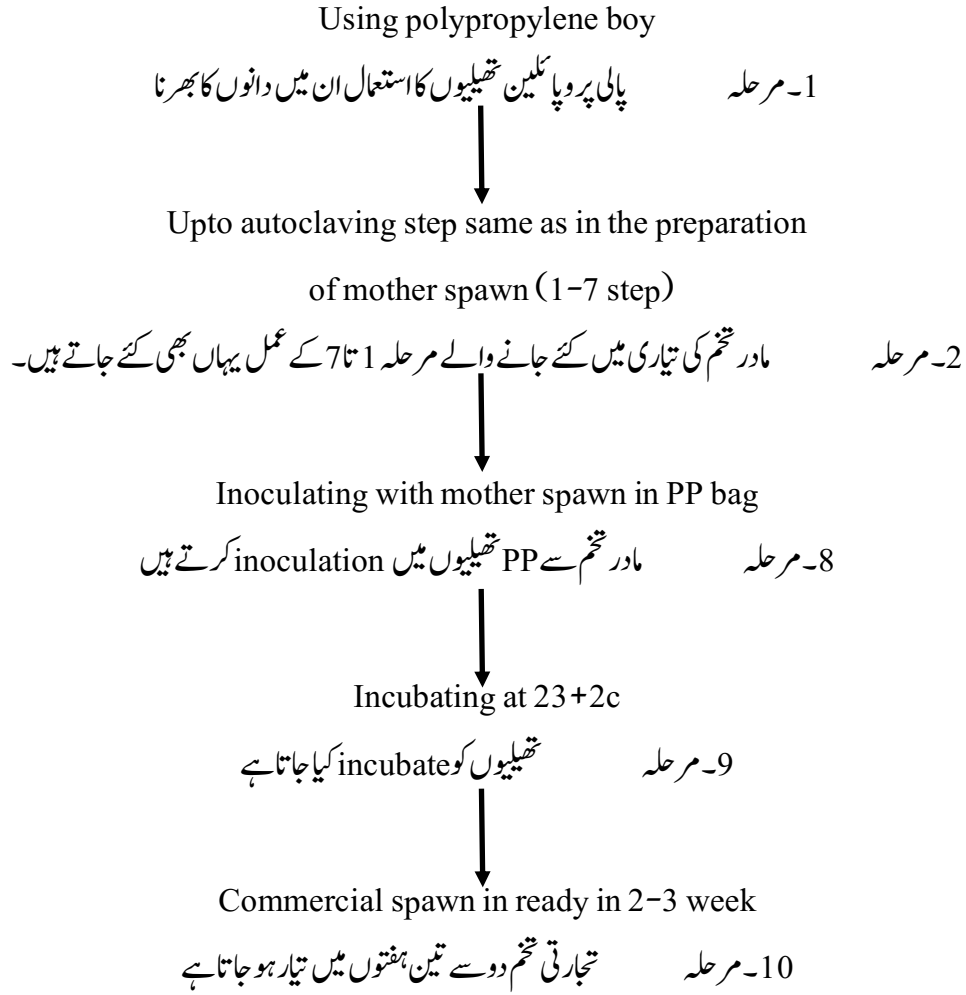 Using polypropylene boy
1۔مرحلہ پالی پروپائلین تھیلیوں کا استعمال ان میں دانوں کا بھرنا
Upto autoclaving step same as in the preparation
of mother spawn (1-7 step)
2۔مرحلہ مادر تخم کی تیاری میں کئے جانے والے مرحلہ 1 تا 7 کے عمل یہاں بھی کئے جاتے ہیں۔
Inoculating with mother spawn in PP bag
8۔مرحلہ مادر تخم سے PP تھیلیوں میں inoculation کرتے ہیں
Incubating at 23+2c
9۔مرحلہ تھیلیوں کو incubate کیا جاتا ہے
Commercial spawn in ready in 2-3 week
10۔مرحلہ تجارتی تخم دو سے تین ہفتوں میں تیار ہو جاتا ہے